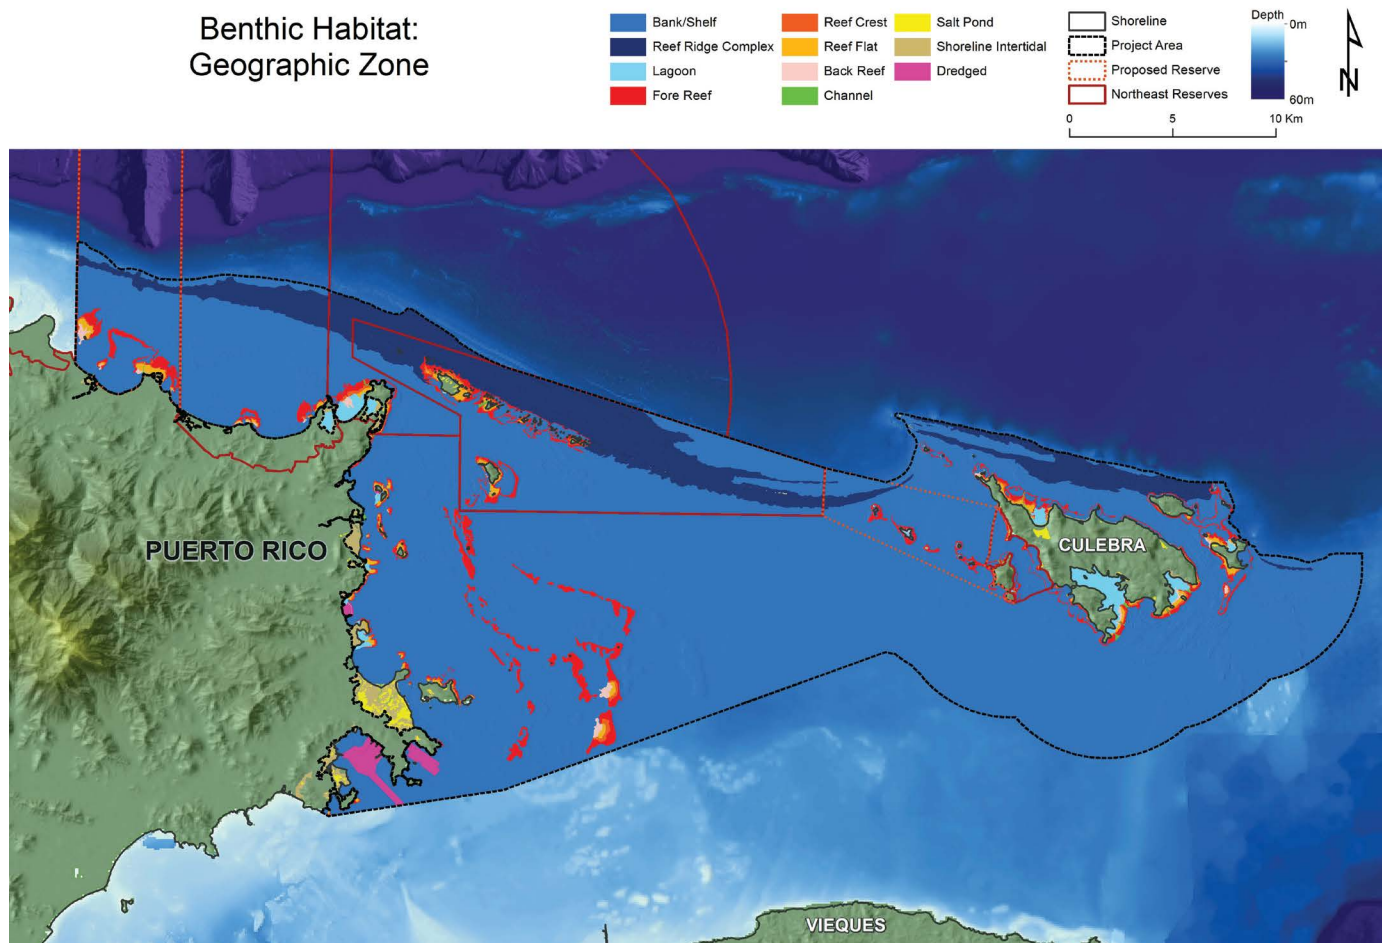 Benthic Habitat:
Geographic Zone
Bank/Shelf
Reef Ridge Complex
Lagoon
Fore Reef
Reef Crest
Reef Flat
Back Reef
Channel
Salt Pond
Shoreline Intertidal
Dredged
Shoreline
Project Area
Proposed Reserve
Northeast Reserves
0 5 10 Km
Depth
0m
60m
N
PUERTO RICO
CULEBRA
VIEQUES